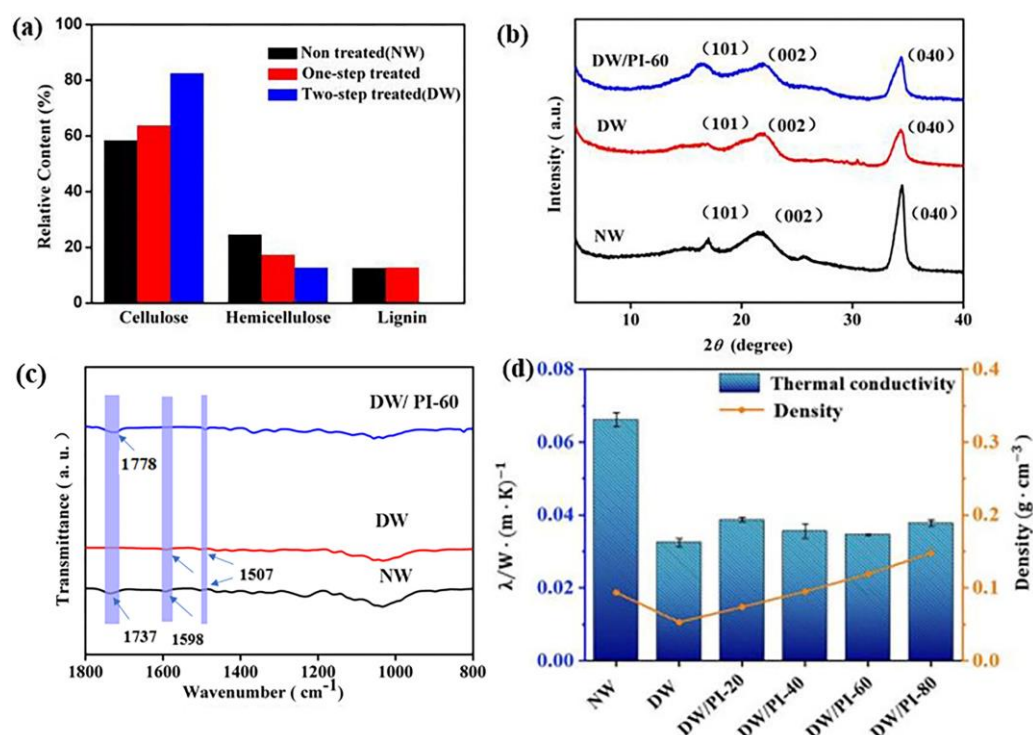 (a)
100
80
60
40
20
0
Relative Content (%)
Non treated(NW)
One-step treated
Two-step treated(DW)
Cellulose
Hemicellulose
Lignin
(b)
Intensity ( a.u.)
DW/PI-60
(101)
(002)
(040)
DW
(101)
(002)
(040)
NW
(101)
(002)
(040)
10
20
30
40
2θ (degree)
(c)
Transmittance ( a. u. )
DW/ PI-60
1778
DW
NW
1507
1737
1598
1800
1600
1400
1200
1000
800
Wavenumber ( cm⁻¹)
(d)
0.08
0.06
0.04
0.02
0.00
λ/W · (m · K)⁻¹
Thermal conductivity
Density
0.4
0.3
0.2
0.1
0.0
Density (g · cm⁻³)
NW
DW
DW/PI-20
DW/PI-40
DW/PI-60
DW/PI-80